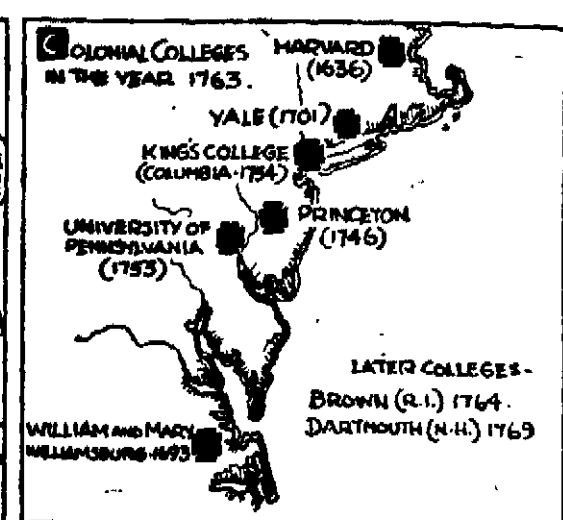 COLONIAL COLLEGES
IN THE YEAR 1763.
HARVARD
(1636)
YALE (1701)
KING'S COLLEGE
(COLUMBIA-1754)
PRINCETON
(1746)
UNIVERSITY OF
PENNSYLVANIA
(1753)
LATER COLLEGES-
BROWN (R.I.) 1764.
DARTMOUTH (N.H.) 1769
WILLIAM AND MARY
WILLIAMSBURG-1693